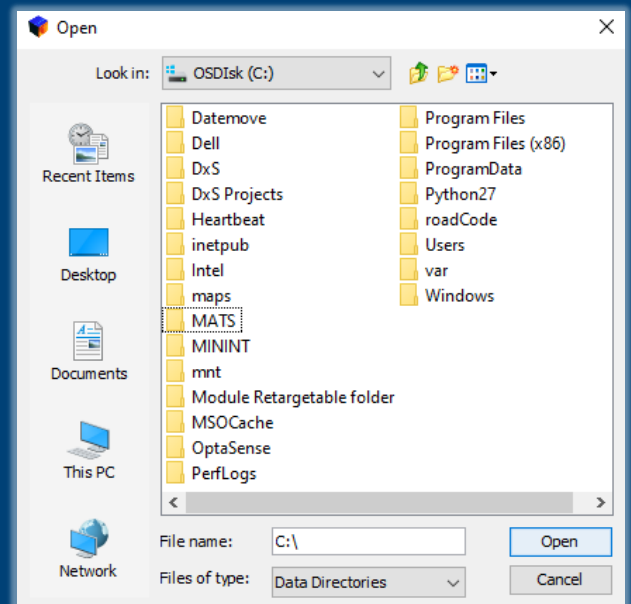 Open
Look in: OSDIsk (C:)
Recent Items
Desktop
Documents
This PC
Network
Datemove
Dell
DxS
DxS Projects
Heartbeat
inetpub
Intel
maps
MATS
MININT
mnt
Module Retargetable folder
MSOCache
OptaSense
PerfLogs
Program Files
Program Files (x86)
ProgramData
Python27
roadCode
Users
var
Windows
File name: C:\ Open
Files of type: Data Directories Cancel